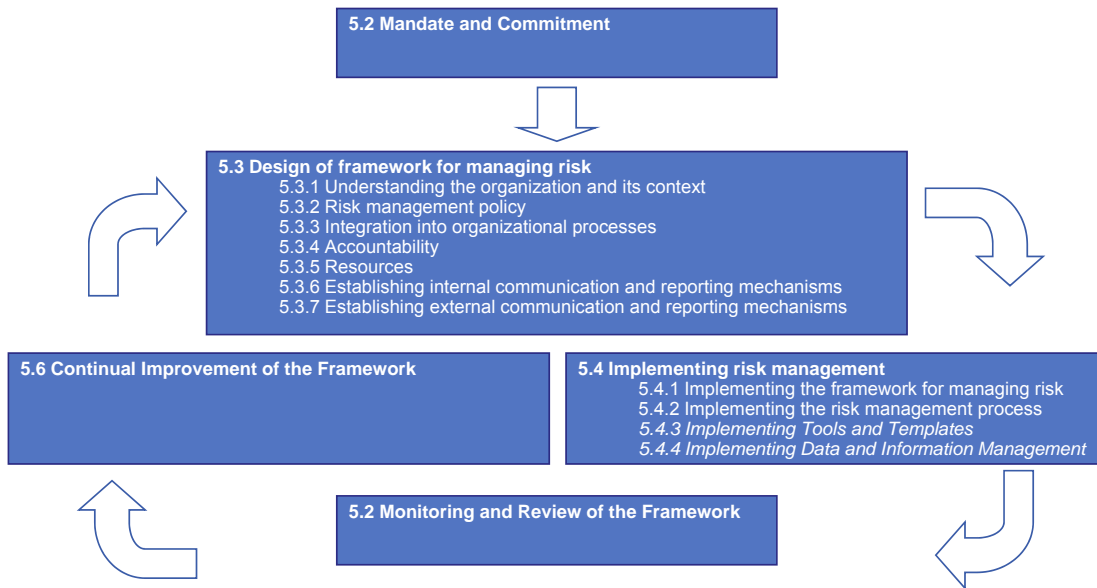 5.2 Mandate and Commitment
5.3 Design of framework for managing risk
5.3.1 Understanding the organization and its context
5.3.2 Risk management policy
5.3.3 Integration into organizational processes
5.3.4 Accountability
5.3.5 Resources
5.3.6 Establishing internal communication and reporting mechanisms
5.3.7 Establishing external communication and reporting mechanisms
5.6 Continual Improvement of the Framework
5.4 Implementing risk management
5.4.1 Implementing the framework for managing risk
5.4.2 Implementing the risk management process
5.4.3 Implementing Tools and Templates
5.4.4 Implementing Data and Information Management
5.2 Monitoring and Review of the Framework